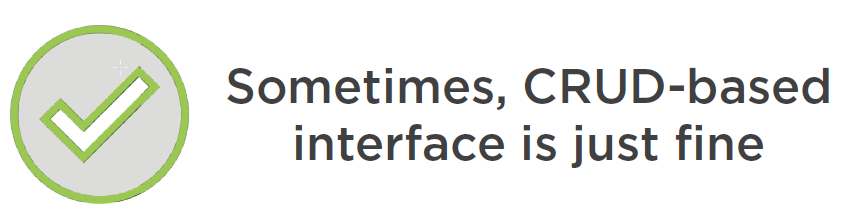 Sometimes, CRUD-based
interface is just fine